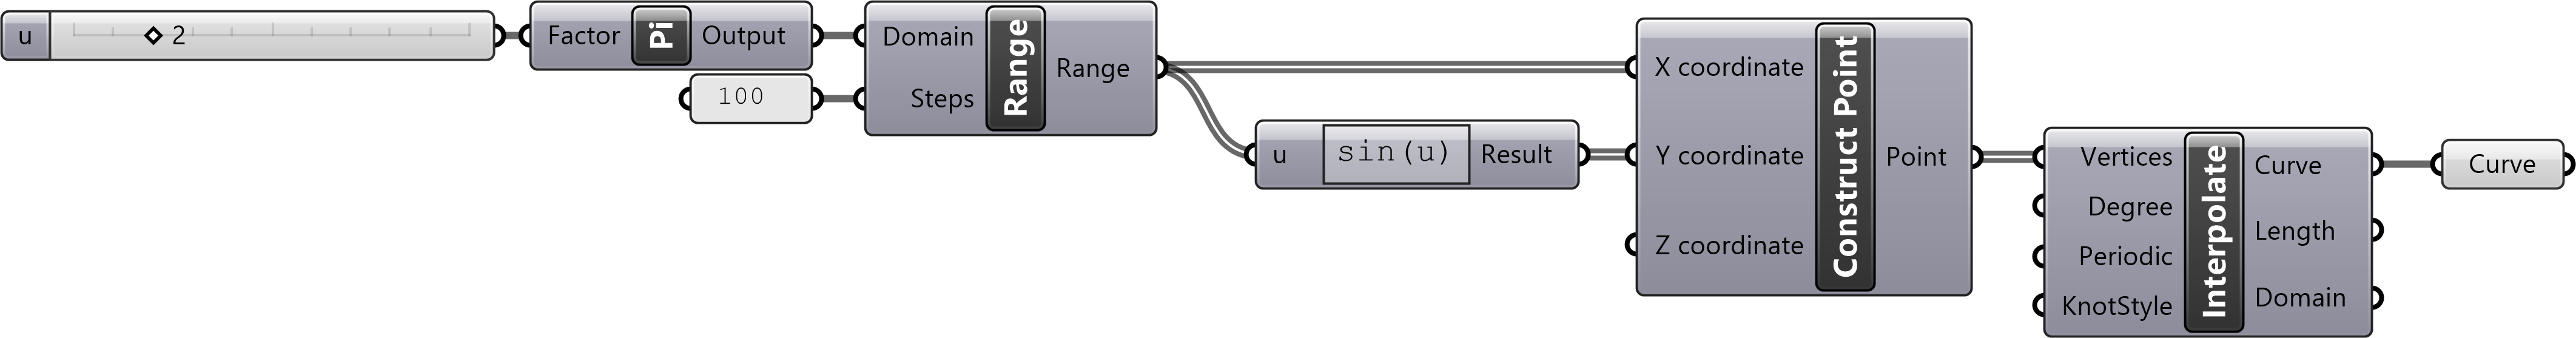 u 2
Factor Pi Output
100
Domain
Steps
Range
Range
u sin(u) Result
X coordinate
Y coordinate
Z coordinate
Construct Point
Point
Vertices
Degree
Periodic
KnotStyle
Interpolate
Curve
Length
Domain
Curve